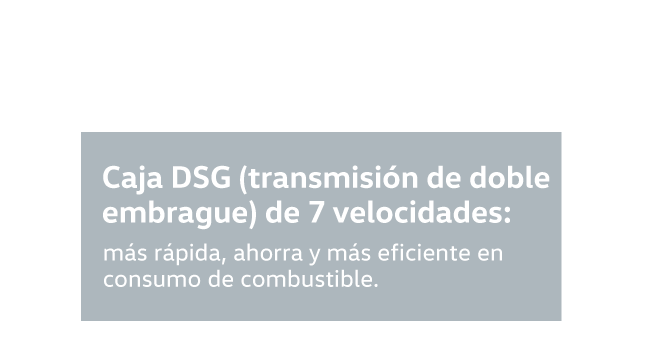 Caja DSG (transmisión de doble
embrague) de 7 velocidades:
más rápida, ahorra y más eficiente en
consumo de combustible.